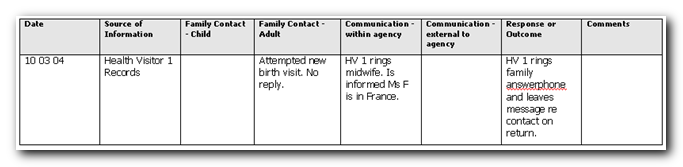 Date
Source of
Information
Family Contact
- Child
Family Contact -
Adult
Communication -
within agency
Communication -
external to
agency
Response or
Outcome
Comments
10 03 04
Health Visitor 1
Records
Attempted new
birth visit. No
reply.
HV 1 rings
midwife. Is
informed Ms F
is in France.
HV 1 rings
family
answerphone
and leaves
message re
contact on
return.